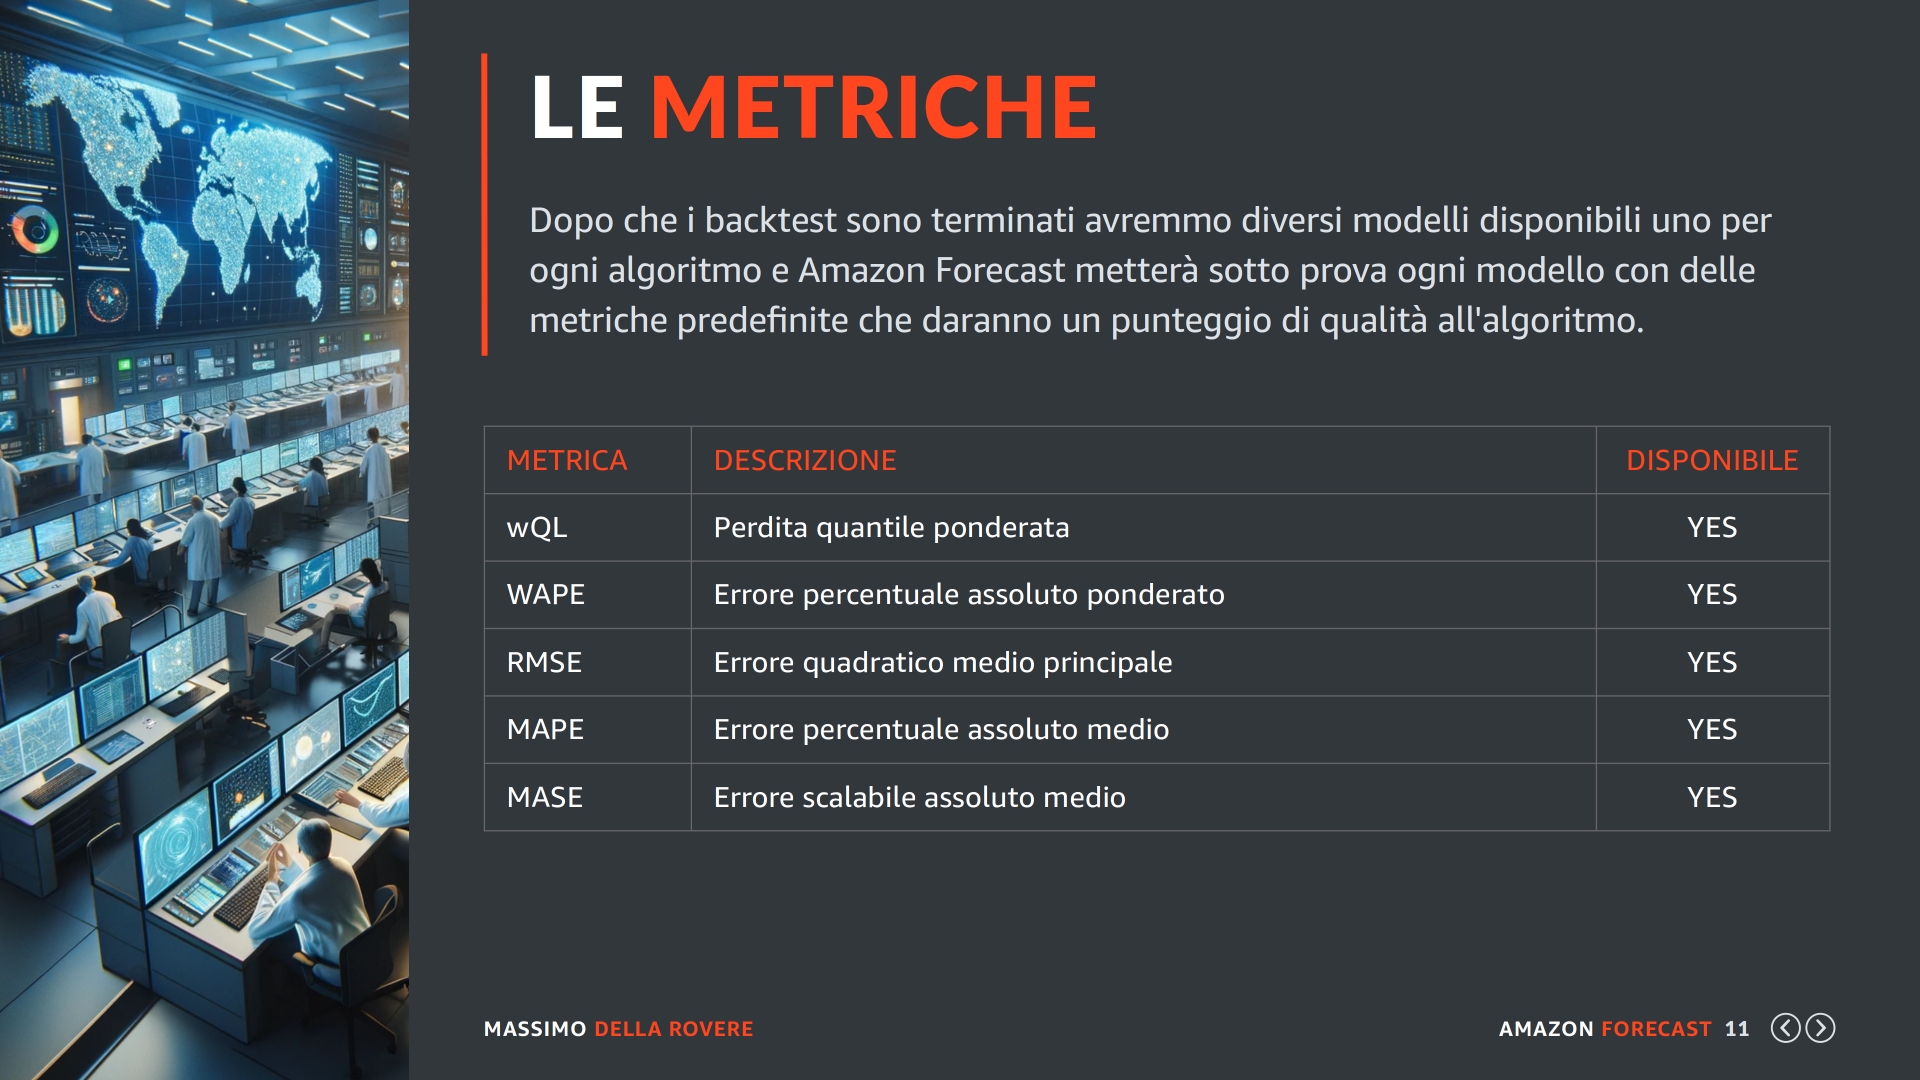 LE METRICHE
Dopo che i backtest sono terminati avremmo diversi modelli disponibili uno per
ogni algoritmo e Amazon Forecast metterà sotto prova ogni modello con delle
metriche predefinite che daranno un punteggio di qualità all'algoritmo.
METRICA DESCRIZIONE DISPONIBILE
wQL Perdita quantile ponderata YES
WAPE Errore percentuale assoluto ponderato YES
RMSE Errore quadratico medio principale YES
MAPE Errore percentuale assoluto medio YES
MASE Errore scalabile assoluto medio YES
MASSIMO DELLA ROVERE AMAZON FORECAST 11